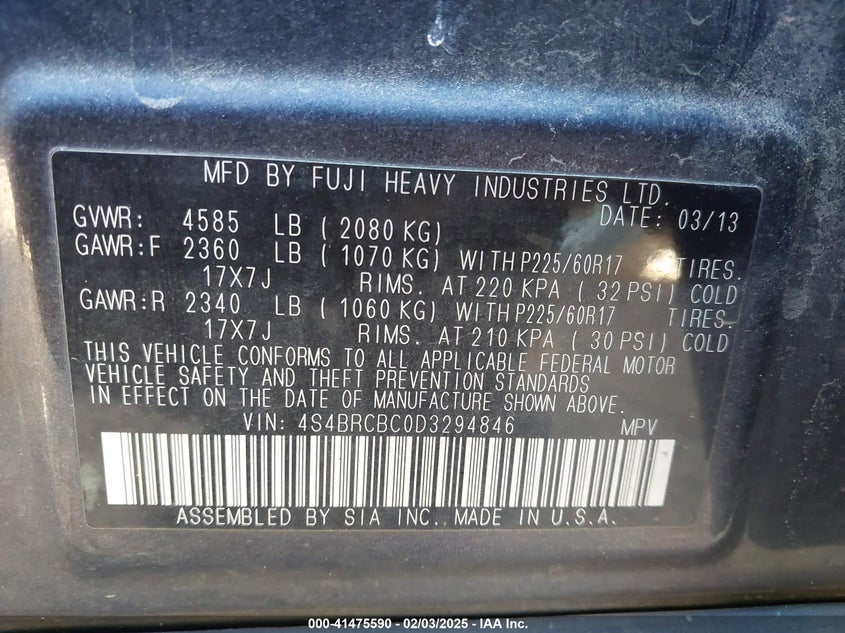 MFD BY FUJI HEAVY INDUSTRIES LTD.
GVWR: 4585 LB ( 2080 KG) DATE: 03/13
GAWR:F 2360 LB ( 1070 KG) WITH P225/60R17 TIRES.
17X7J RIMS. AT 220 KPA ( 32 PSI) COLD
GAWR:R 2340 LB ( 1060 KG) WITH P225/60R17 TIRES.
17X7J RIMS. AT 210 KPA ( 30 PSI) COLD
THIS VEHICLE CONFORMS TO ALL APPLICABLE FEDERAL MOTOR
VEHICLE SAFETY AND THEFT PREVENTION STANDARDS
IN EFFECT ON THE DATE OF MANUFACTURE SHOWN ABOVE.
VIN: 4S4BRCBC0D3294846 MPV
ASSEMBLED BY SIA INC. MADE IN U.S.A.
000-41475590 - 02/03/2025 - IAA Inc.